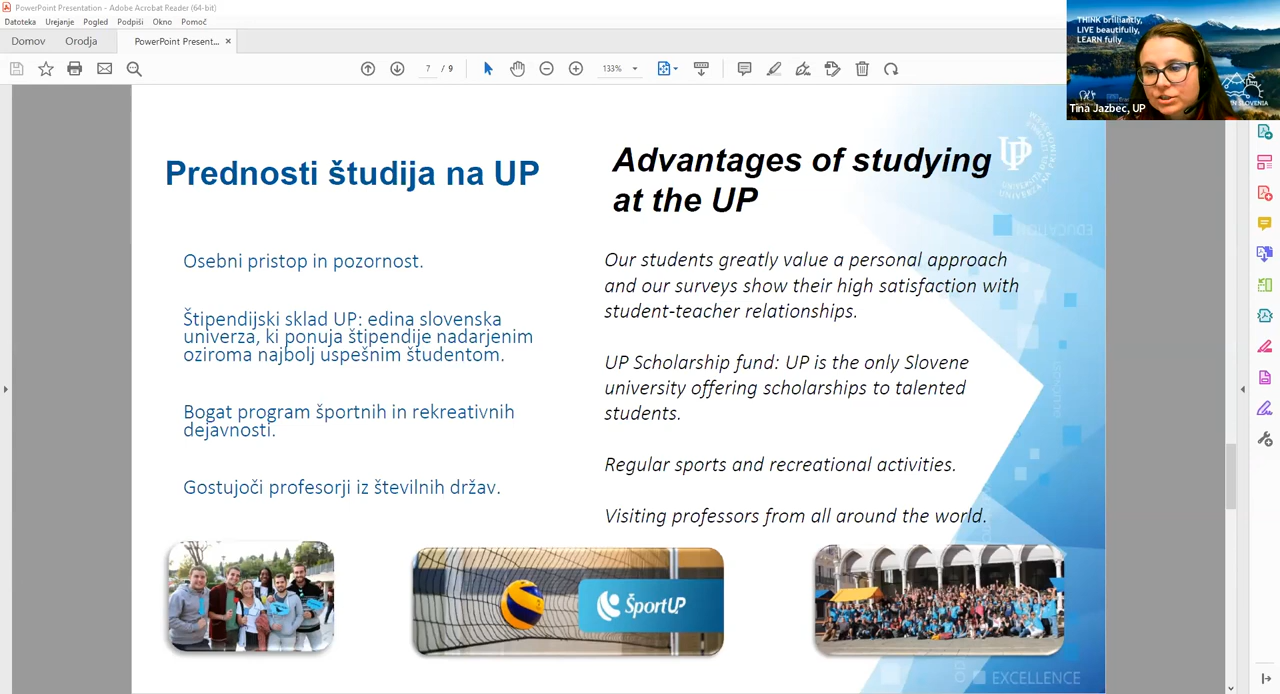 PowerPoint Presentation - Adobe Acrobat Reader (64-bit)
Datoteka Urejanje Pogled Podpiši Okno Pomoč
Domov Orodja PowerPoint Present... ×
7 / 9 133%
THINK brilliantly,
LIVE beautifully,
LEARN fully
Tina Jazbec, UP
SLOVENIA
Prednosti študija na UP
Osebni pristop in pozornost.
Štipendijski sklad UP: edina slovenska
univerza, ki ponuja štipendije nadarjenim
oziroma najbolj uspešnim študentom.
Bogat program športnih in rekreativnih
dejavnosti.
Gostujoči profesorji iz številnih držav.
Advantages of studying
at the UP
Our students greatly value a personal approach
and our surveys show their high satisfaction with
student-teacher relationships.
UP Scholarship fund: UP is the only Slovene
university offering scholarships to talented
students.
Regular sports and recreational activities.
Visiting professors from all around the world.
UP
ŠportUP
EXCELLENCE